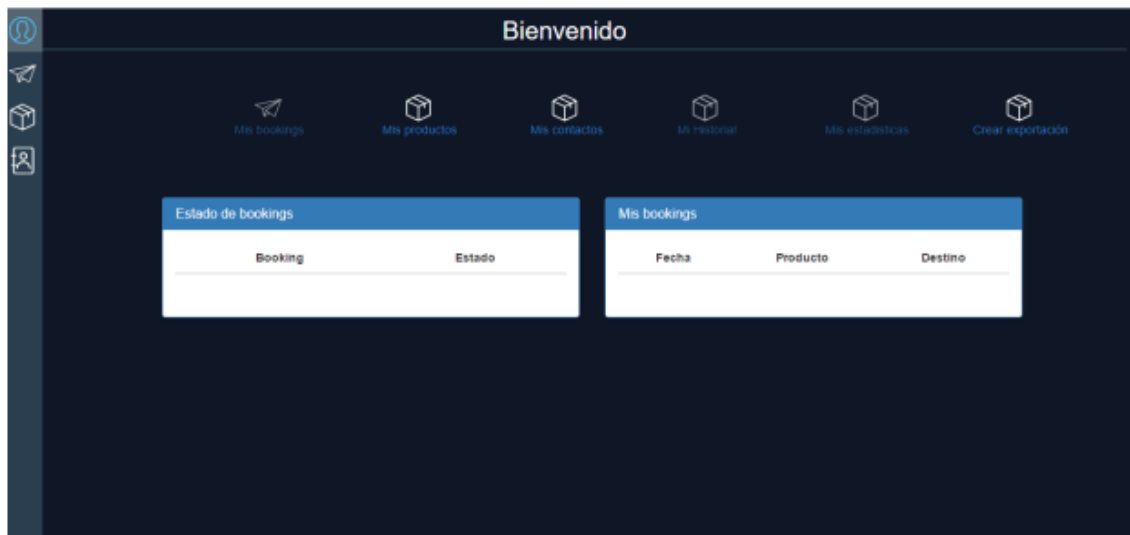 Bienvenido
Mis bookings
Mis productos
Mis contactos
Mi Historial
Mis estadisticas
Crear exportación
Estado de bookings
Booking Estado
Mis bookings
Fecha Producto Destino